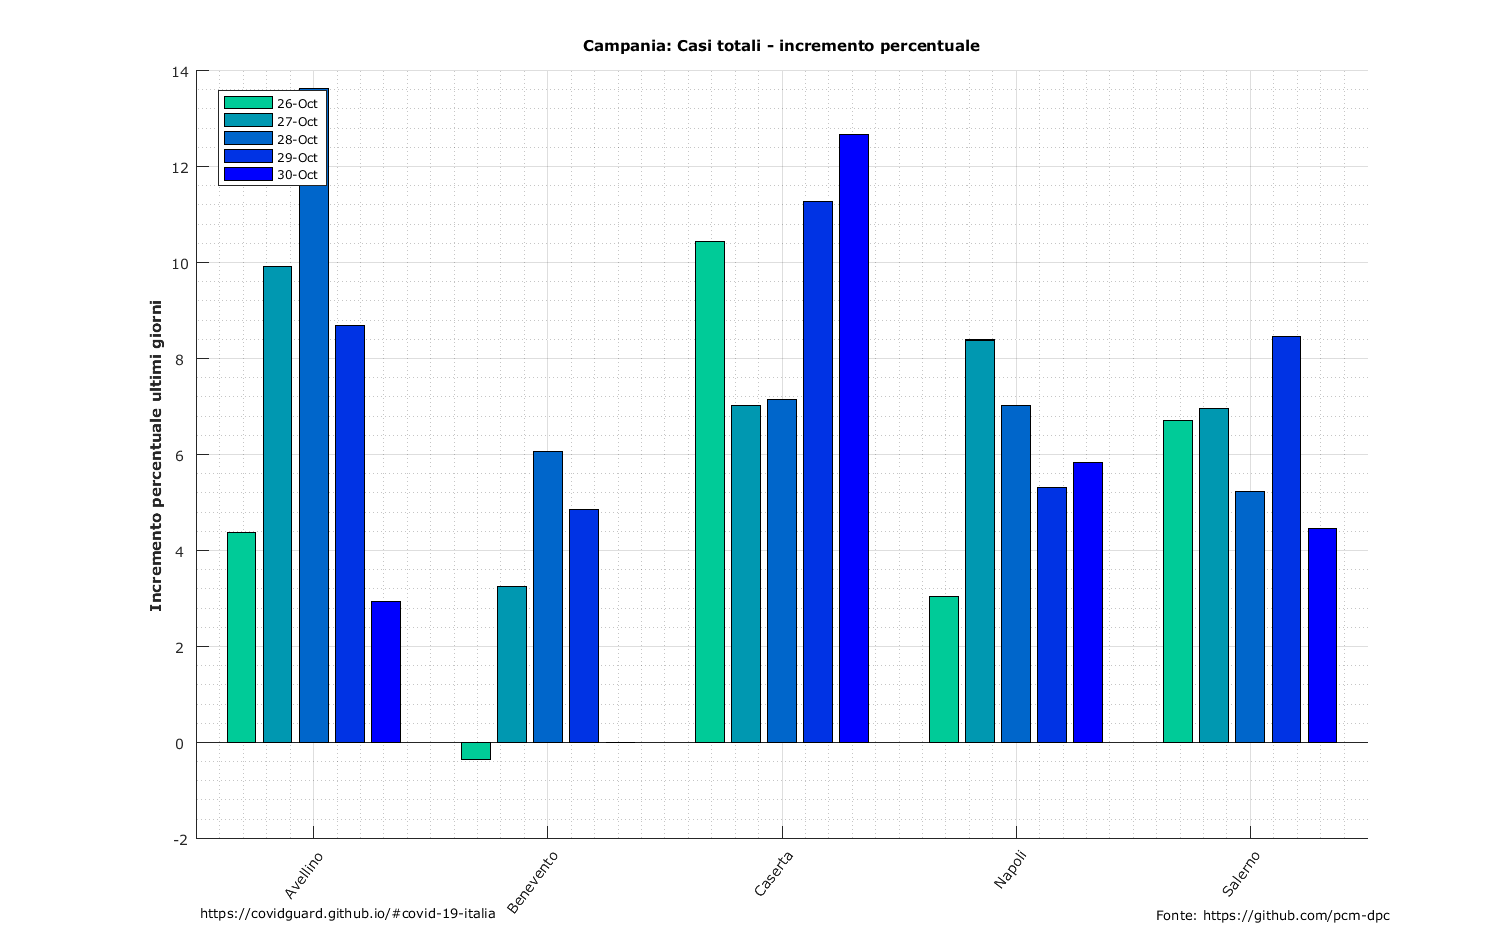 Campania: Casi totali - incremento percentuale
14
12
10
8
6
4
2
0
-2
Incremento percentuale ultimi giorni
26-Oct
27-Oct
28-Oct
29-Oct
30-Oct
Avellino
Benevento
Caserta
Napoli
Salerno
https://covidguard.github.io/#covid-19-italia
Fonte: https://github.com/pcm-dpc